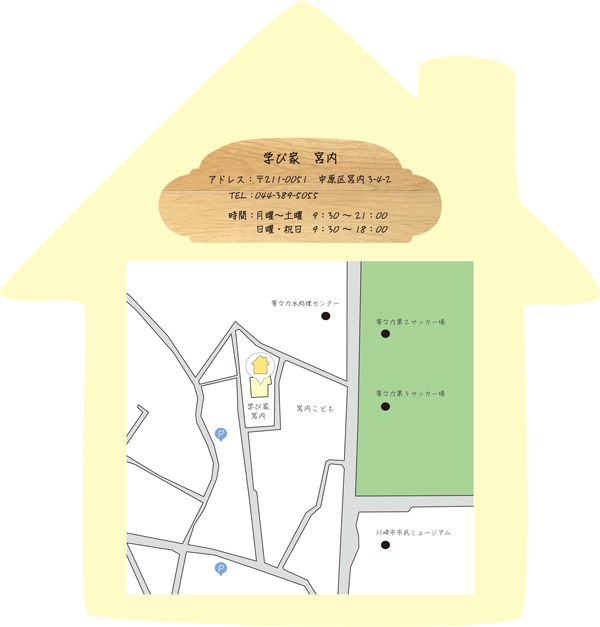 学び家　宮内
アドレス：〒211-0051　中原区宮内3-4-2
TEL：044-389-5055
時間：月曜〜土曜　9：30 〜 21：00
日曜・祝日　9：30 〜 18：00
等々力水処理センター
等々力第2サッカー場
等々力第3サッカー場
学び家
宮内
宮内こども
P
川崎市市民ミュージアム
P